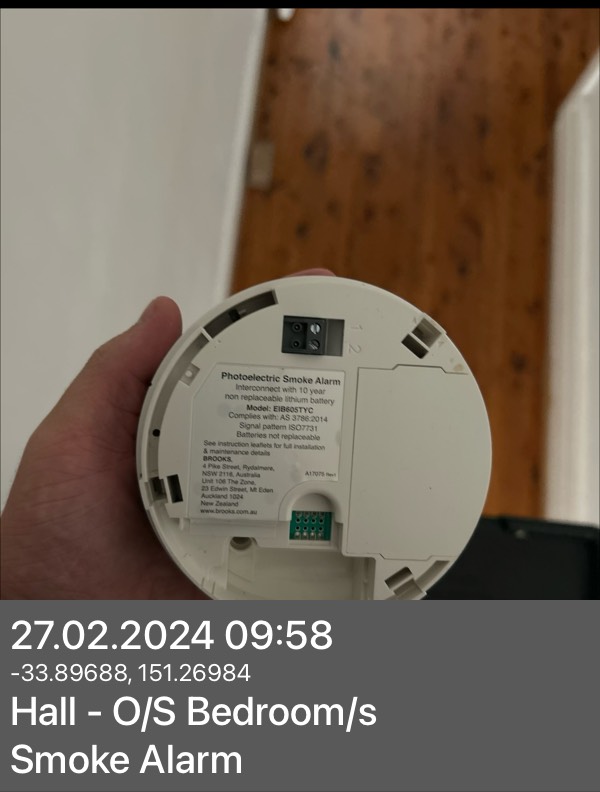 1 2
Photoelectric Smoke Alarm
Interconnect with 10 year
non replaceable lithium battery
Model: EIB605TYC
Complies with: AS 3786:2014
Signal pattern ISO7731
Batteries not replaceable
See instruction leaflets for full installation
& maintenance details
BROOKS.
4 Pike Street, Rydalmere,
NSW 2116, Australia
Unit 106 The Zone,
23 Edwin Street, Mt Eden
Auckland 1024
New Zealand
www.brooks.com.au
A17075 Rev1
27.02.2024 09:58
-33.89688, 151.26984
Hall - O/S Bedroom/s
Smoke Alarm